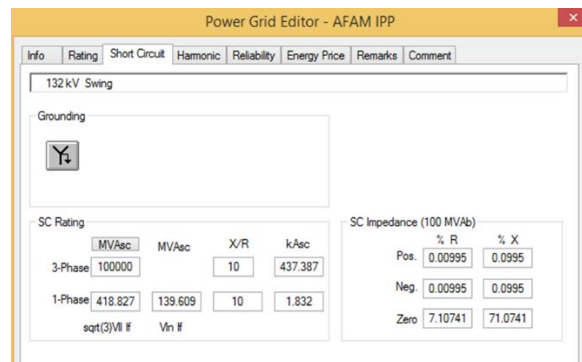 Power Grid Editor - AFAM IPP
Info Rating Short Circuit Harmonic Reliability Energy Price Remarks Comment
132 kV Swing
Grounding
SC Rating
MVAsc MVAsc X/R kAsc
3-Phase 100000 10 437.387
1-Phase 418.827 139.609 10 1.832
sqrt(3)Vll If Vln If
SC Impedance (100 MVAb)
% R % X
Pos. 0.00995 0.0995
Neg. 0.00995 0.0995
Zero 7.10741 71.0741